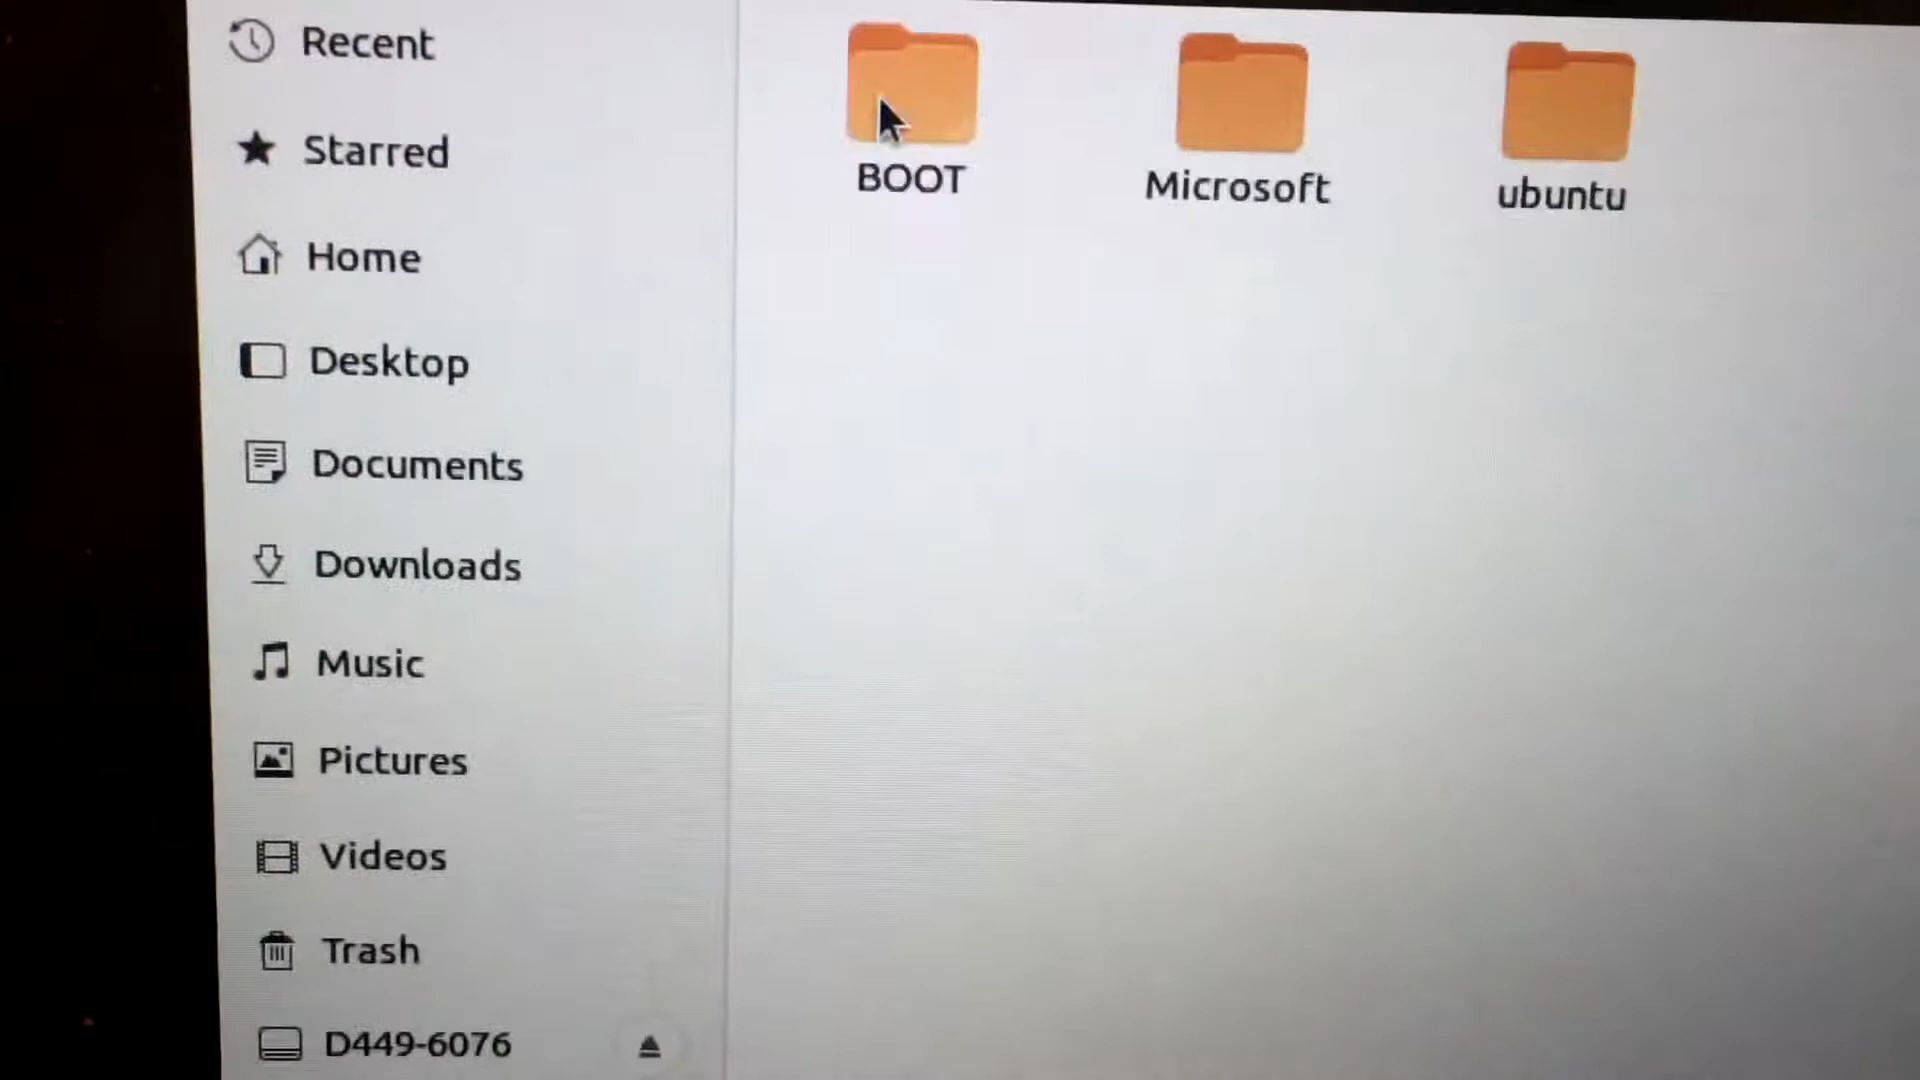 Recent
Starred
Home
Desktop
Documents
Downloads
Music
Pictures
Videos
Trash
D449-6076
BOOT
Microsoft
ubuntu